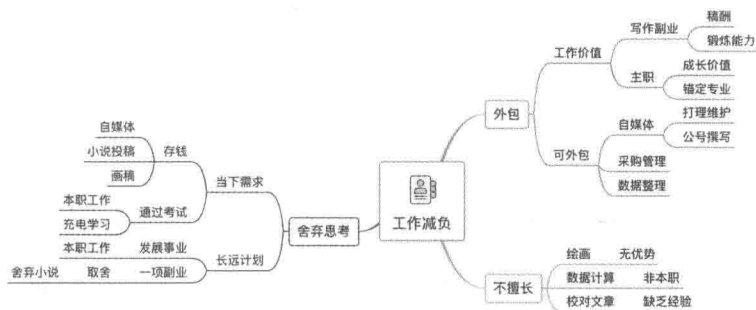 工作减负
外包
工作价值
写作副业
稿酬
锻炼能力
主职
成长价值
锚定专业
可外包
自媒体
打理维护
公号撰写
采购管理
数据整理
不擅长
绘画
无优势
数据计算
非本职
校对文章
缺乏经验
舍弃思考
当下需求
存钱
自媒体
小说投稿
画稿
通过考试
本职工作
充电学习
长远计划
发展事业
本职工作
一项副业
取舍
舍弃小说